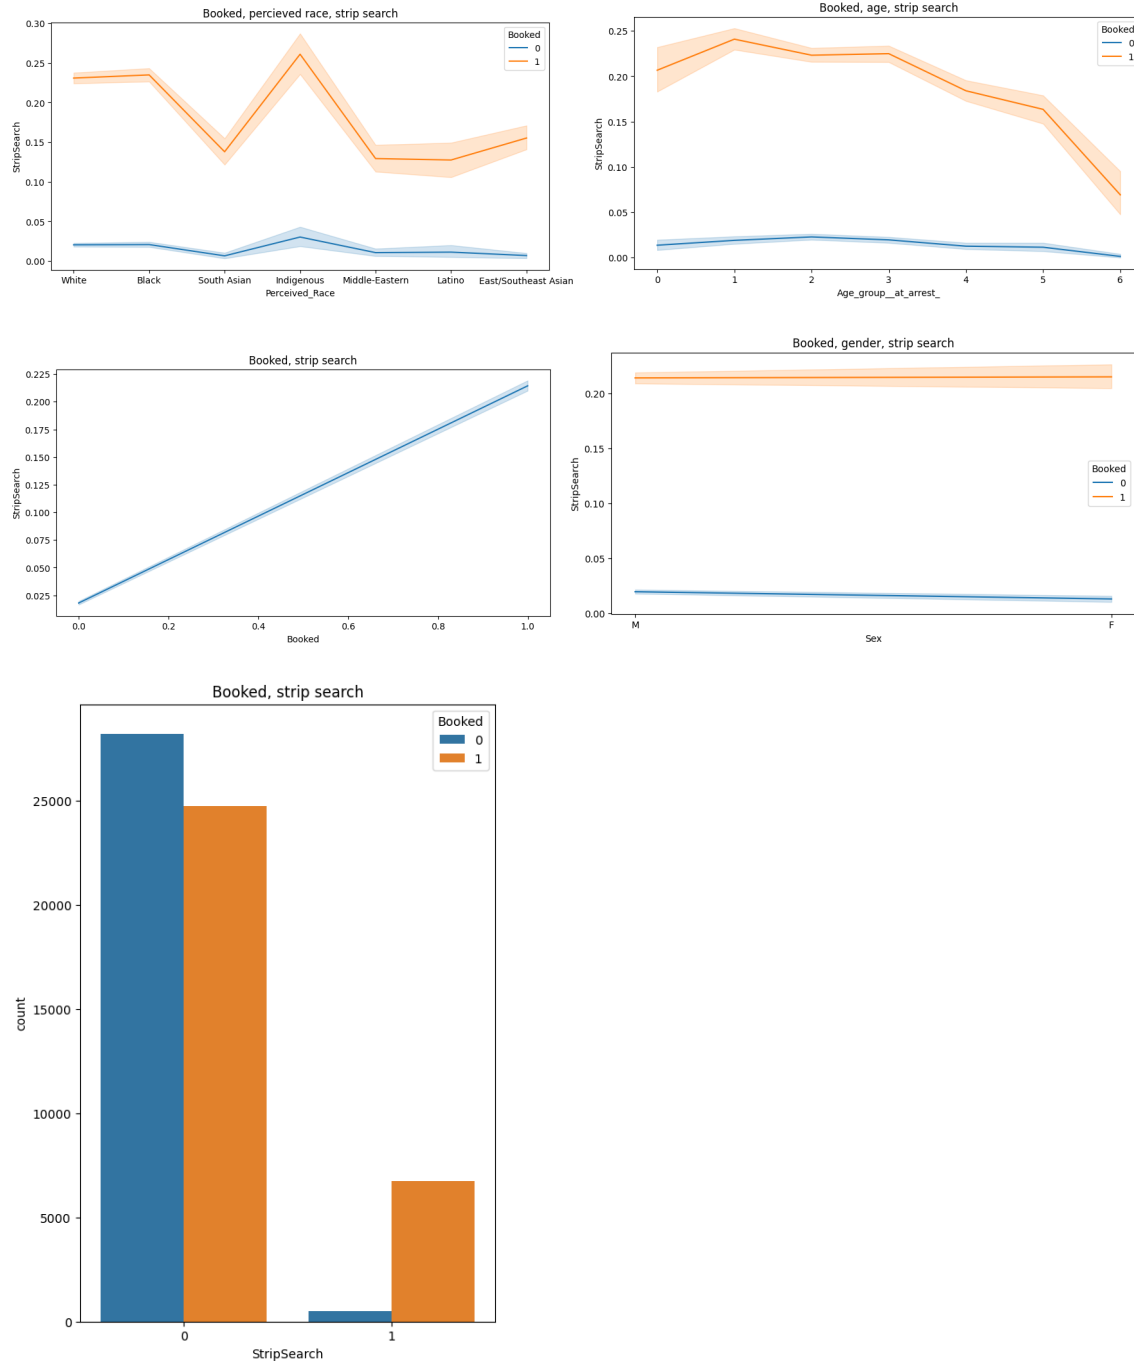 Booked, percieved race, strip search
StripSearch
0.30
0.25
0.20
0.15
0.10
0.05
0.00
Booked
0
1
White Black South Asian Indigenous Middle-Eastern Latino East/Southeast Asian
Perceived_Race
Booked, age, strip search
StripSearch
0.25
0.20
0.15
0.10
0.05
0.00
Booked
0
1
0 1 2 3 4 5 6
Age_group__at_arrest_
Booked, strip search
StripSearch
0.225
0.200
0.175
0.150
0.125
0.100
0.075
0.050
0.025
0.0 0.2 0.4 0.6 0.8 1.0
Booked
Booked, gender, strip search
StripSearch
0.20
0.15
0.10
0.05
0.00
Booked
0
1
M F
Sex
Booked, strip search
count
25000
20000
15000
10000
5000
0
Booked
0
1
0 1
StripSearch